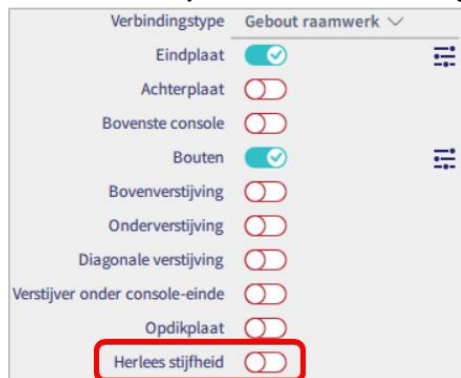 Verbindingstype Gebout raamwerk
Eindplaat
Achterplaat
Bovenste console
Bouten
Bovenverstijving
Onderverstijving
Diagonale verstijving
Verstijver onder console-einde
Opdikplaat
Herlees stijfheid